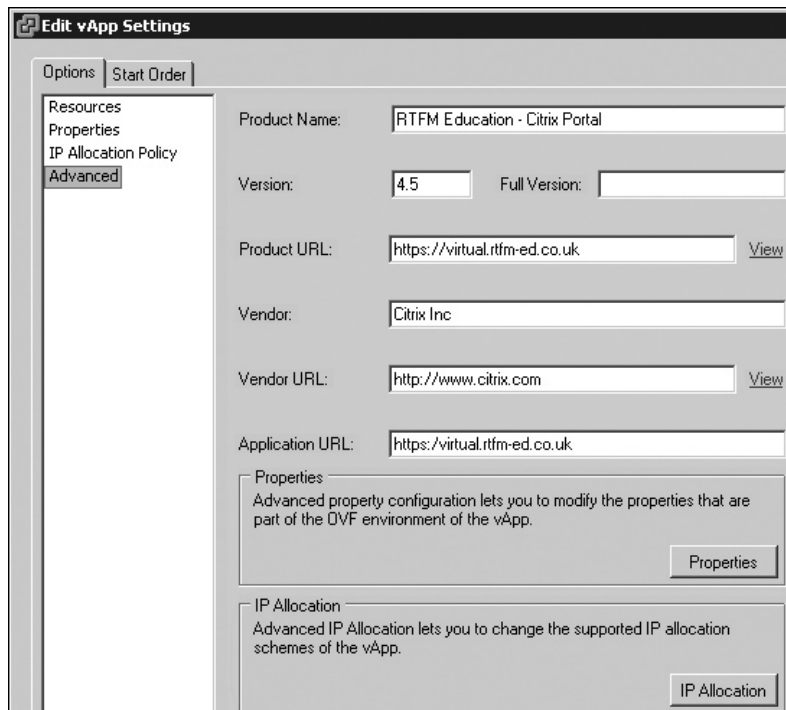 Edit vApp Settings
Options
Start Order
Resources
Properties
IP Allocation Policy
Advanced
Product Name: RTFM Education - Citrix Portal
Version: 4.5 Full Version:
Product URL: https://virtual.rtfm-ed.co.uk View
Vendor: Citrix Inc
Vendor URL: http://www.citrix.com View
Application URL: https:/virtual.rtfm-ed.co.uk
Properties
Advanced property configuration lets you to modify the properties that are
part of the OVF environment of the vApp.
Properties
IP Allocation
Advanced IP Allocation lets you to change the supported IP allocation
schemes of the vApp.
IP Allocation